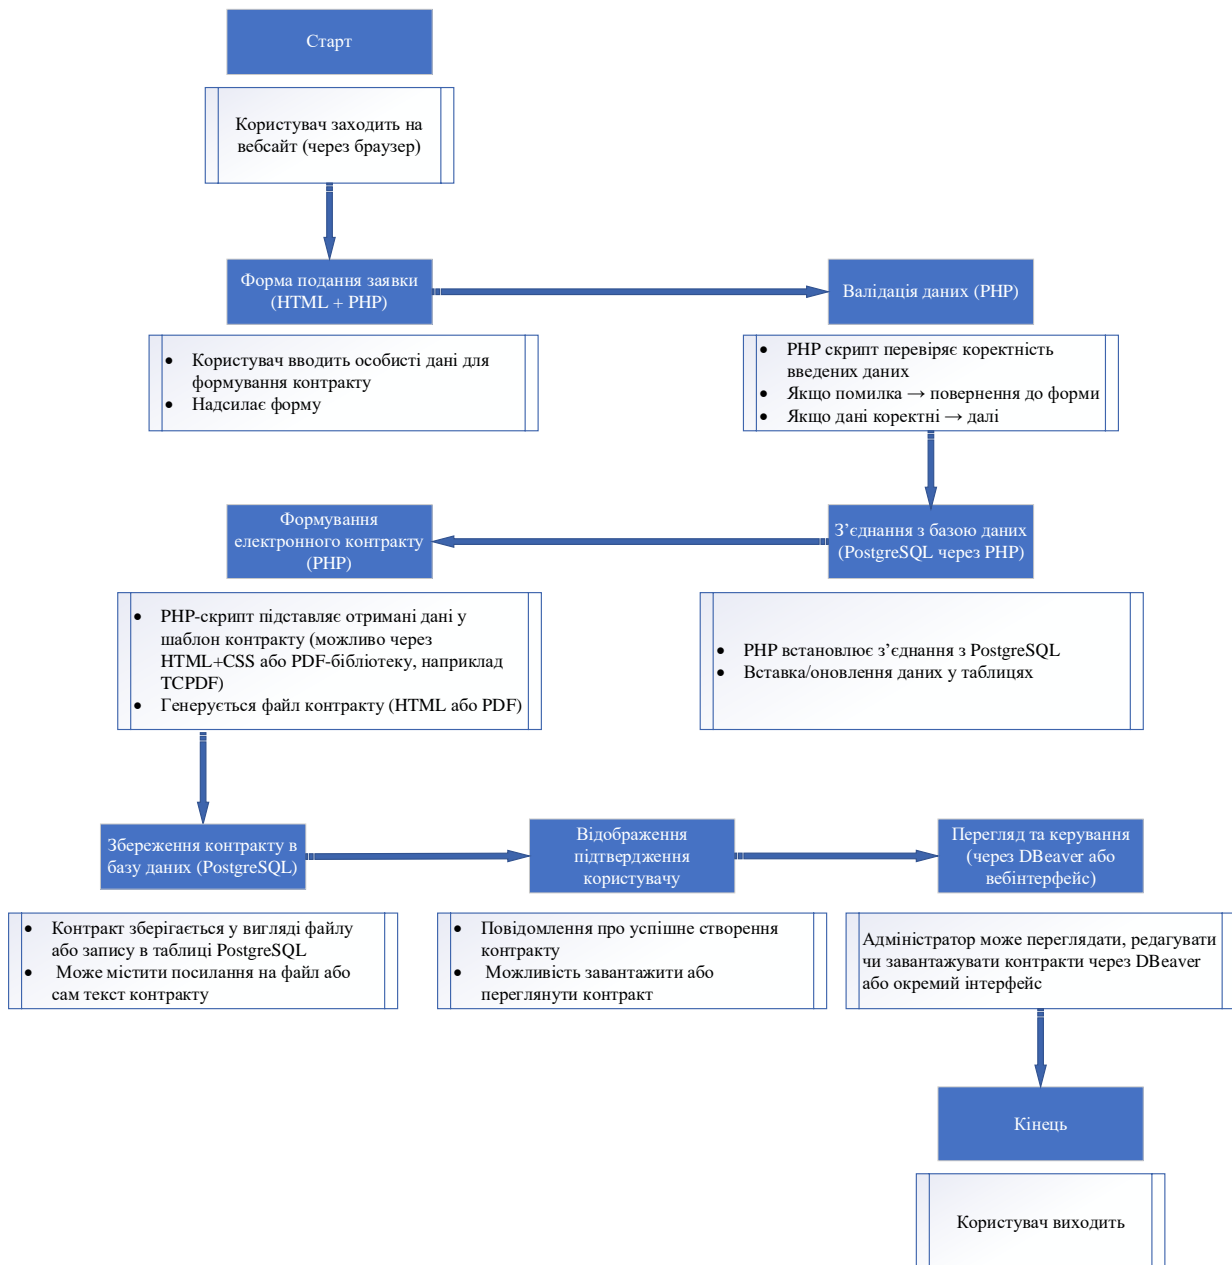 Старт
Користувач заходить на
вебсайт (через браузер)
Форма подання заявки
(HTML + PHP)
• Користувач вводить особисті дані для
формування контракту
• Надсилає форму
Валідація даних (PHP)
• PHP скрипт перевіряє коректність
введених даних
• Якщо помилка → повернення до форми
• Якщо дані коректні → далі
З’єднання з базою даних
(PostgreSQL через PHP)
• PHP встановлює з’єднання з PostgreSQL
• Вставка/оновлення даних у таблицях
Формування
електронного контракту
(PHP)
• PHP-скрипт підставляє отримані дані у
шаблон контракту (можливо через
HTML+CSS або PDF-бібліотеку, наприклад
TCPDF)
• Генерується файл контракту (HTML або PDF)
Збереження контракту в
базу даних (PostgreSQL)
• Контракт зберігається у вигляді файлу
або запису в таблиці PostgreSQL
• Може містити посилання на файл або
сам текст контракту
Відображення
підтвердження
користувачу
• Повідомлення про успішне створення
контракту
• Можливість завантажити або
переглянути контракт
Перегляд та керування
(через DBeaver або
вебінтерфейс)
Адміністратор може переглядати, редагувати
чи завантажувати контракти через DBeaver
або окремий інтерфейс
Кінець
Користувач виходить